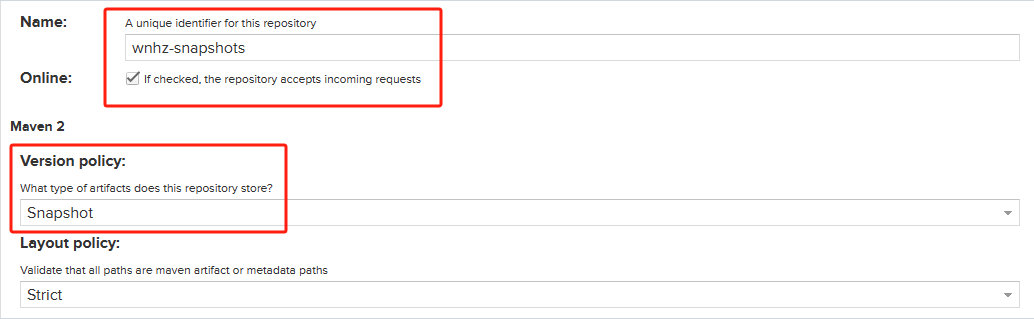 Name:
A unique identifier for this repository
wnhz-snapshots
Online:
If checked, the repository accepts incoming requests
Maven 2
Version policy:
What type of artifacts does this repository store?
Snapshot
Layout policy:
Validate that all paths are maven artifact or metadata paths
Strict